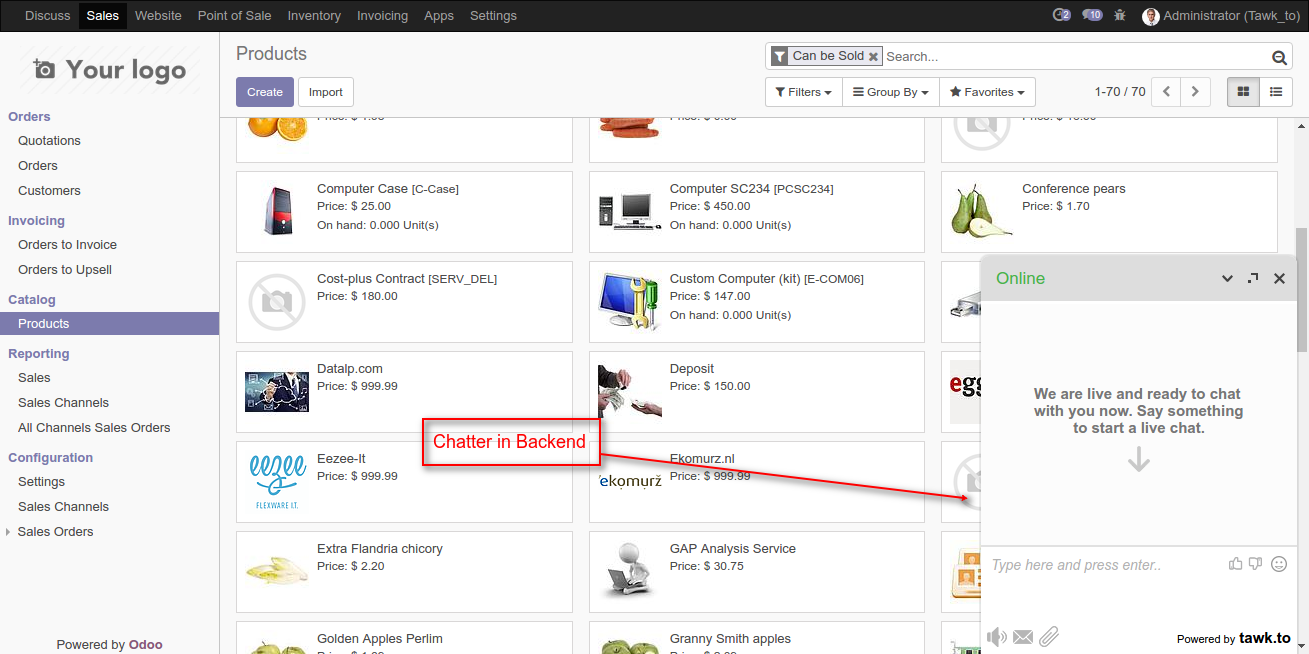 Discuss Sales Website Point of Sale Inventory Invoicing Apps Settings 2 10 Administrator (Tawk_to)
Your logo
Orders
Quotations
Orders
Customers
Invoicing
Orders to Invoice
Orders to Upsell
Catalog
Products
Reporting
Sales
Sales Channels
All Channels Sales Orders
Configuration
Settings
Sales Channels
Sales Orders
Powered by Odoo
Products
Can be Sold Search...
Create Import
Filters Group By Favorites 1-70 / 70
Computer Case [C-Case]
Price: $ 25.00
On hand: 0.000 Unit(s)
Computer SC234 [PCSC234]
Price: $ 450.00
On hand: 0.000 Unit(s)
Conference pears
Price: $ 1.70
Cost-plus Contract [SERV_DEL]
Price: $ 180.00
Custom Computer (kit) [E-COM06]
Price: $ 147.00
On hand: 0.000 Unit(s)
Datalp.com
Price: $ 999.99
Deposit
Price: $ 150.00
egg
Chatter in Backend
eezee
FLEXWARE I.T.
Eezee-It
Price: $ 999.99
ekomurž
Ekomurz.nl
Price: $ 999.99
Extra Flandria chicory
Price: $ 2.20
GAP Analysis Service
Price: $ 30.75
Golden Apples Perlim
Granny Smith apples
Online
We are live and ready to chat
with you now. Say something
to start a live chat.
Type here and press enter..
Powered by tawk.to